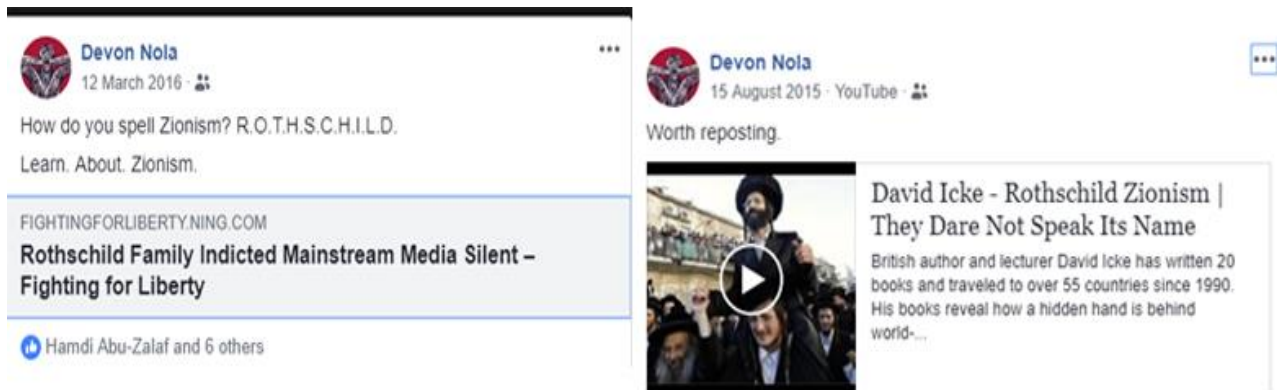 Devon Nola
12 March 2016
How do you spell Zionism? R.O.T.H.S.C.H.I.L.D.
Learn. About. Zionism.
FIGHTINGFORLIBERTY.NING.COM
Rothschild Family Indicted Mainstream Media Silent –
Fighting for Liberty
Hamdi Abu-Zalaf and 6 others
Devon Nola
15 August 2015 · YouTube ·
Worth reposting.
David Icke - Rothschild Zionism |
They Dare Not Speak Its Name
British author and lecturer David Icke has written 20
books and traveled to over 55 countries since 1990.
His books reveal how a hidden hand is behind
world-...